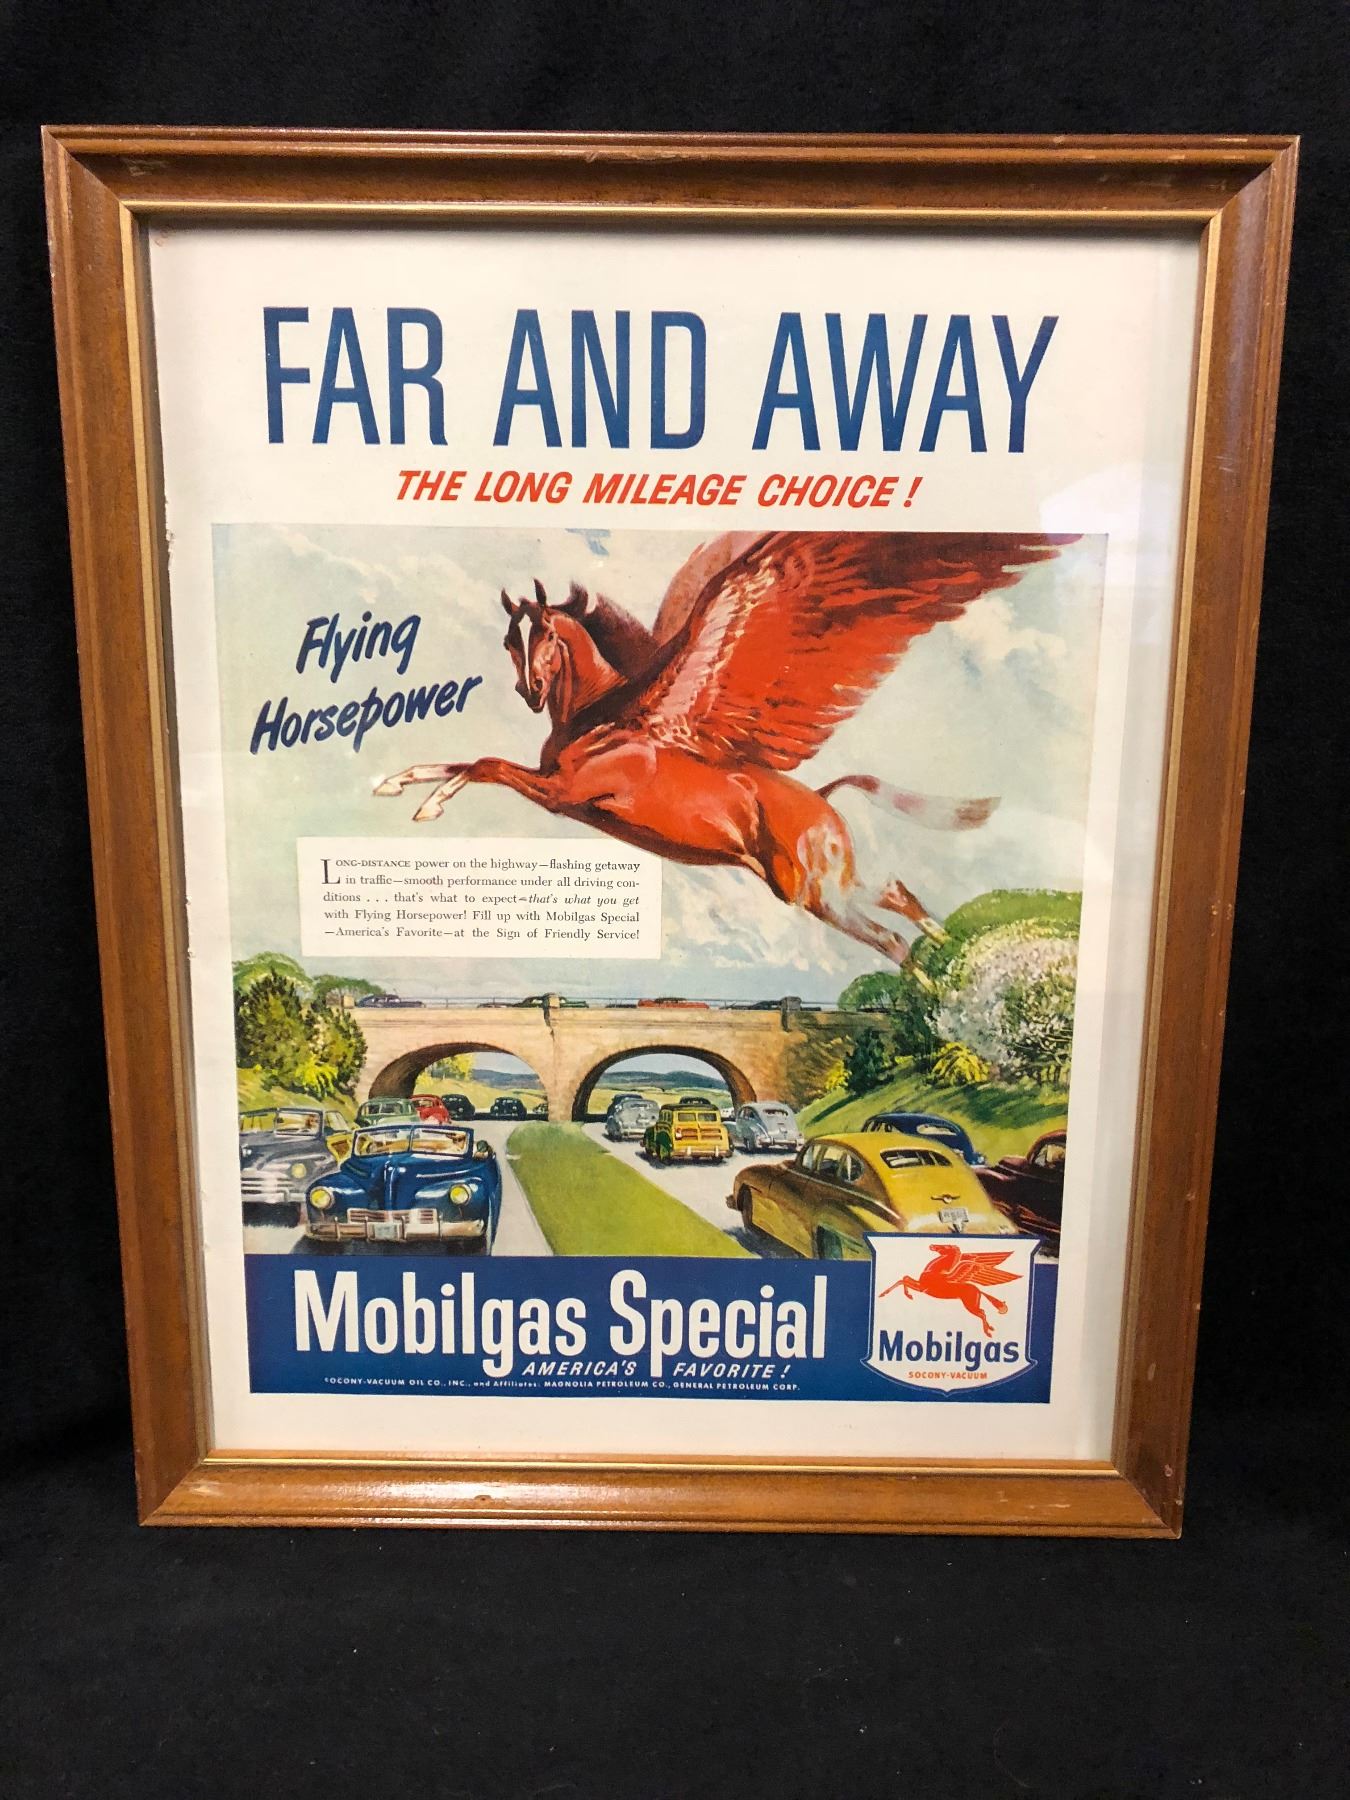 FAR AND AWAY
THE LONG MILEAGE CHOICE!
Flying
Horsepower
LONG-DISTANCE power on the highway—flashing getaway
in traffic—smooth performance under all driving con-
ditions . . . that's what to expect—that's what you get
with Flying Horsepower! Fill up with Mobilgas Special
—America's Favorite—at the Sign of Friendly Service!
Mobilgas Special
AMERICA'S FAVORITE!
SOCONY-VACUUM OIL CO., INC., and Affiliates: MAGNOLIA PETROLEUM CO., GENERAL PETROLEUM CORP.
Mobilgas
SOCONY-VACUUM